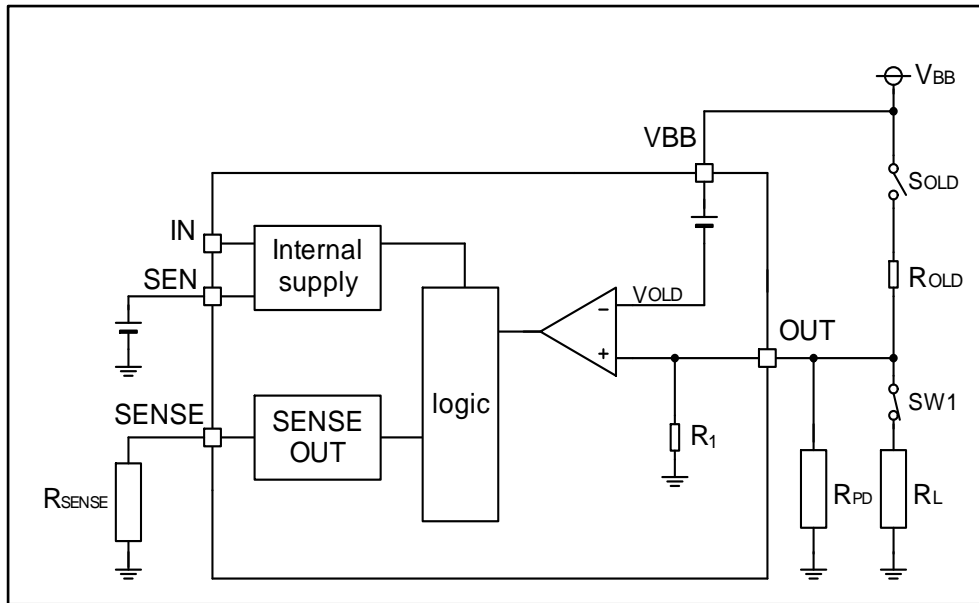 VBB
VBB
SOLD
IN
Internal
supply
SEN
VOLD
ROLD
−
+
OUT
SENSE
SENSE
OUT
logic
SW1
R1
RSENSE
RPD
RL